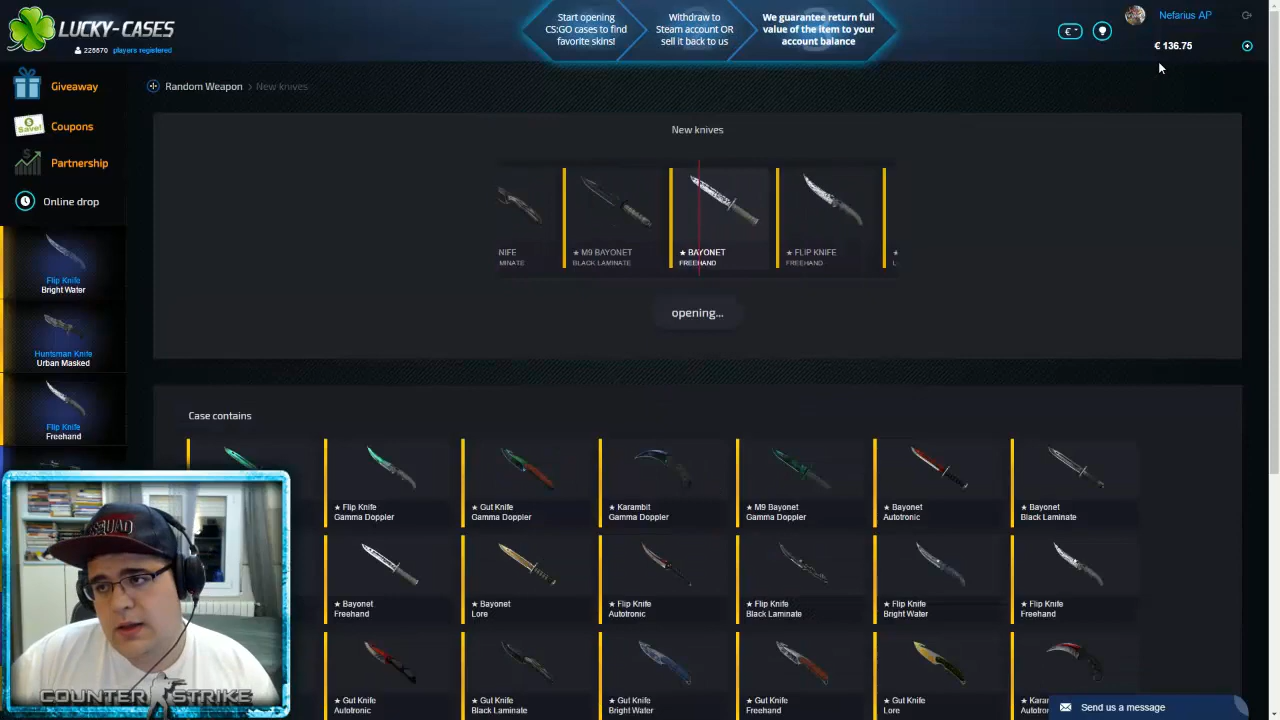 LUCKY-CASES
225570 players registered
Start opening
CS:GO cases to find
favorite skins!
Withdraw to
Steam account OR
sell it back to us
We guarantee return full
value of the item to your
account balance
€
Nefarius AP
€ 136.75
Giveaway
Save!
Coupons
Partnership
Online drop
Random Weapon › New knives
New knives
NIFE
MINATE
★ M9 BAYONET
BLACK LAMINATE
★ BAYONET
FREEHAND
★ FLIP KNIFE
FREEHAND
★
L
opening...
Flip Knife
Bright Water
Huntsman Knife
Urban Masked
Flip Knife
Freehand
Case contains
★ Flip Knife
Gamma Doppler
★ Gut Knife
Gamma Doppler
★ Karambit
Gamma Doppler
★ M9 Bayonet
Gamma Doppler
★ Bayonet
Autotronic
★ Bayonet
Black Laminate
★ Bayonet
Freehand
★ Bayonet
Lore
★ Flip Knife
Autotronic
★ Flip Knife
Black Laminate
★ Flip Knife
Bright Water
★ Flip Knife
Freehand
★ Gut Knife
Autotronic
★ Gut Knife
Black Laminate
★ Gut Knife
Bright Water
★ Gut Knife
Freehand
★ Gut Knife
Lore
★ Karam
Autotron
Send us a message
SQUAD
COUNTER STRIKE